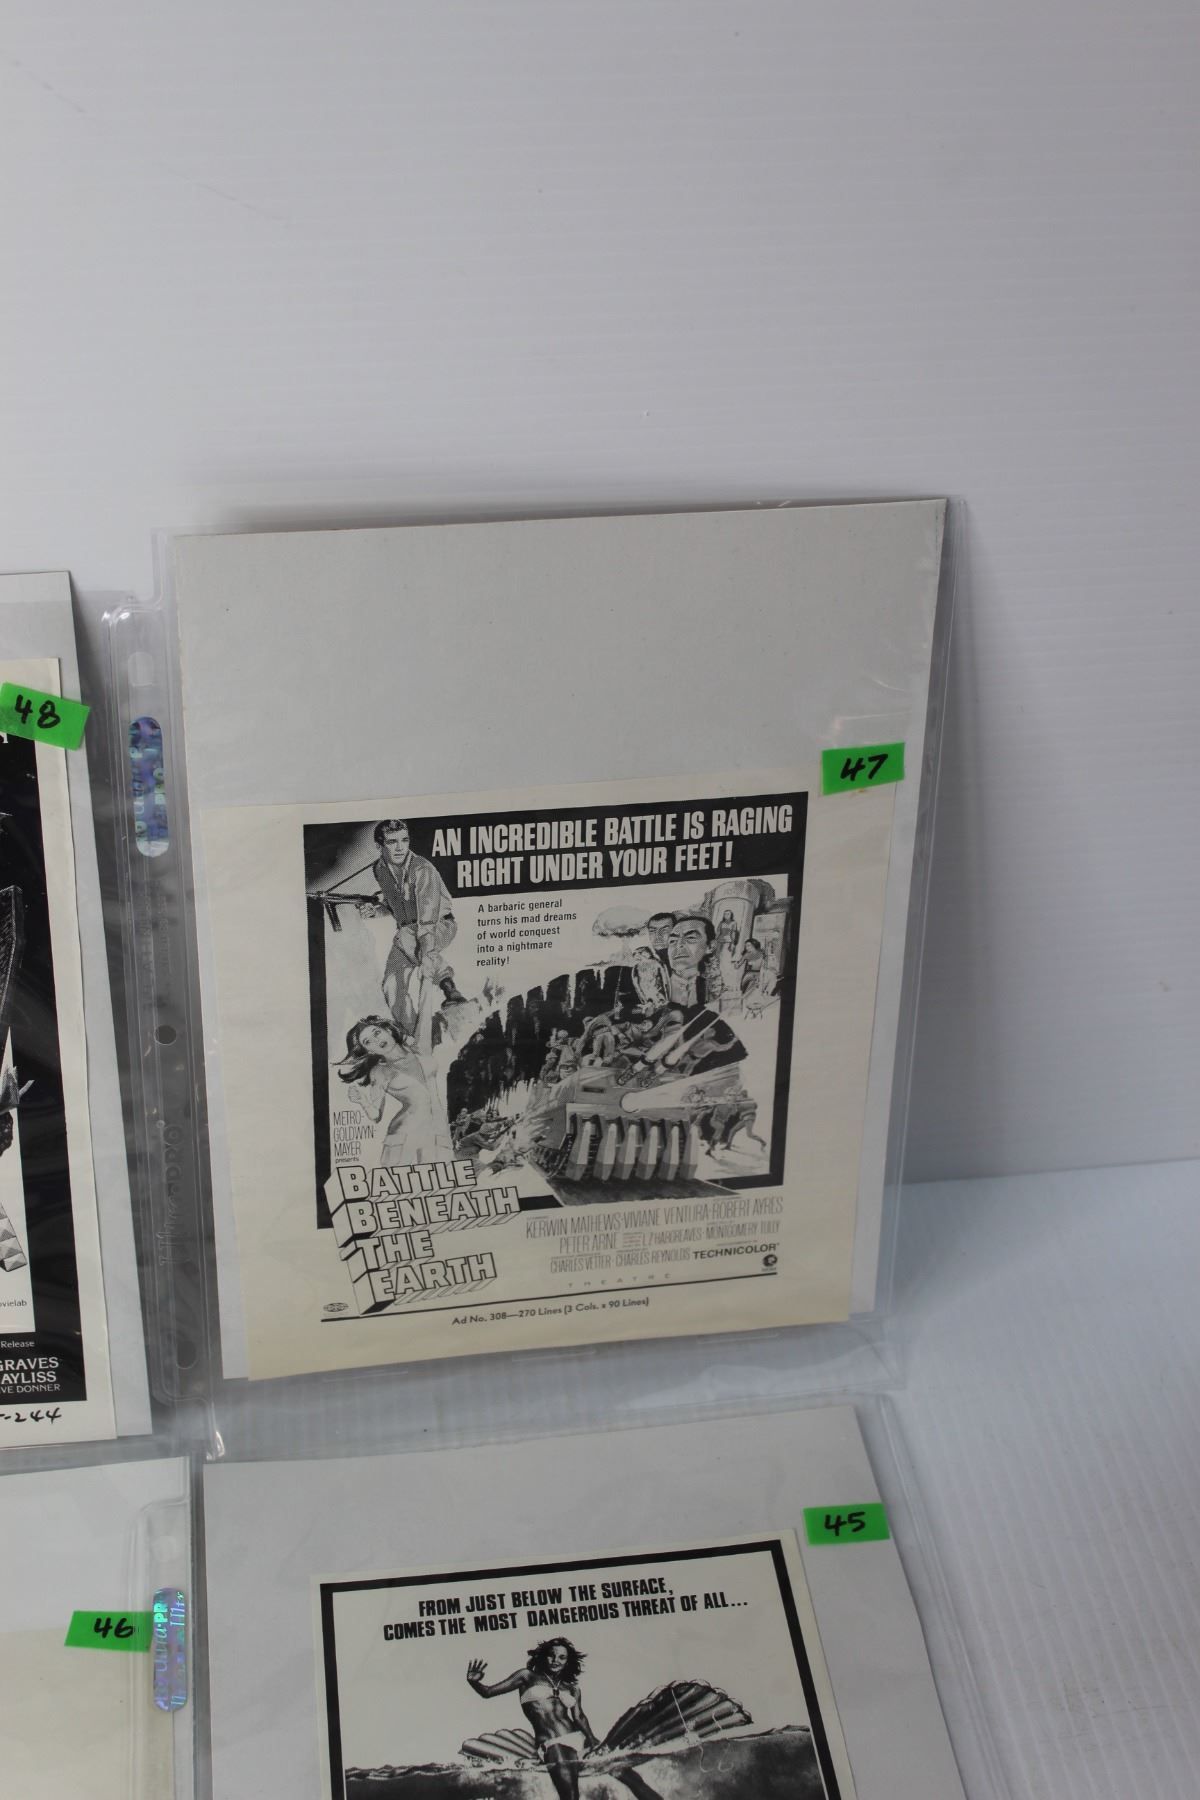 48
47
AN INCREDIBLE BATTLE IS RAGING
RIGHT UNDER YOUR FEET!
A barbaric general
turns his mad dreams
of world conquest
into a nightmare
reality!
METRO-
GOLDWYN-
MAYER
presents
BATTLE
BENEATH
THE
EARTH
KERWIN MATHEWS·VIVIANE VENTURA·ROBERT AYRES
PETER ARNE L.Z. HARGREAVES· MONTGOMERY TULLY
CHARLES VETTER· CHARLES REYNOLDS TECHNICOLOR®
THEATRE
Ad No. 308—270 Lines (3 Cols. x 90 Lines)
ovielab
Release
GRAVES
AYLISS
VE DONNER
-244
46
45
FROM JUST BELOW THE SURFACE,
COMES THE MOST DANGEROUS THREAT OF ALL...